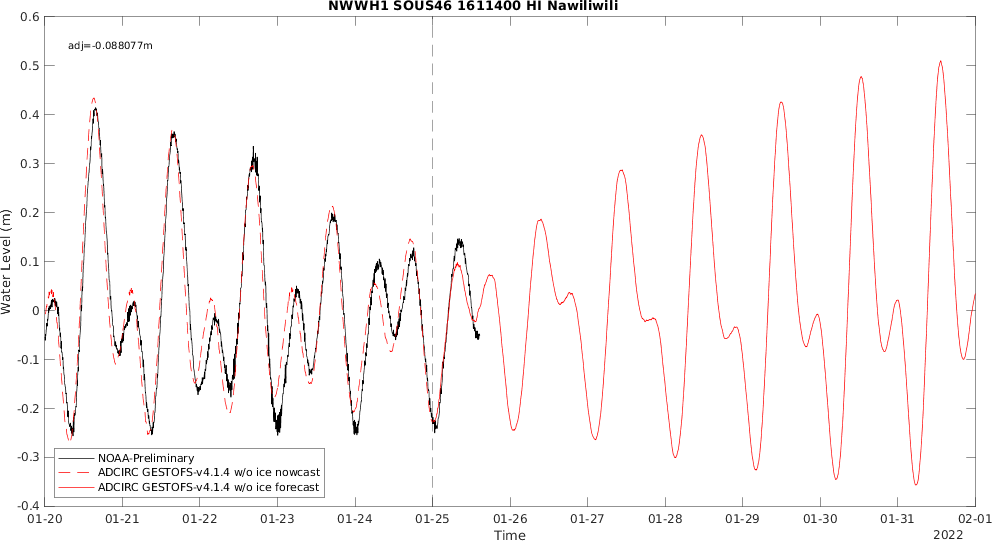 NWWH1 SOUS46 1611400 HI Nawiliwili
0.6
0.5
0.4
0.3
0.2
0.1
0
-0.1
-0.2
-0.3
-0.4
Water Level (m)
adj=-0.088077m
NOAA-Preliminary
ADCIRC GESTOFS-v4.1.4 w/o ice nowcast
ADCIRC GESTOFS-v4.1.4 w/o ice forecast
01-20 01-21 01-22 01-23 01-24 01-25 01-26 01-27 01-28 01-29 01-30 01-31 02-01
Time
2022